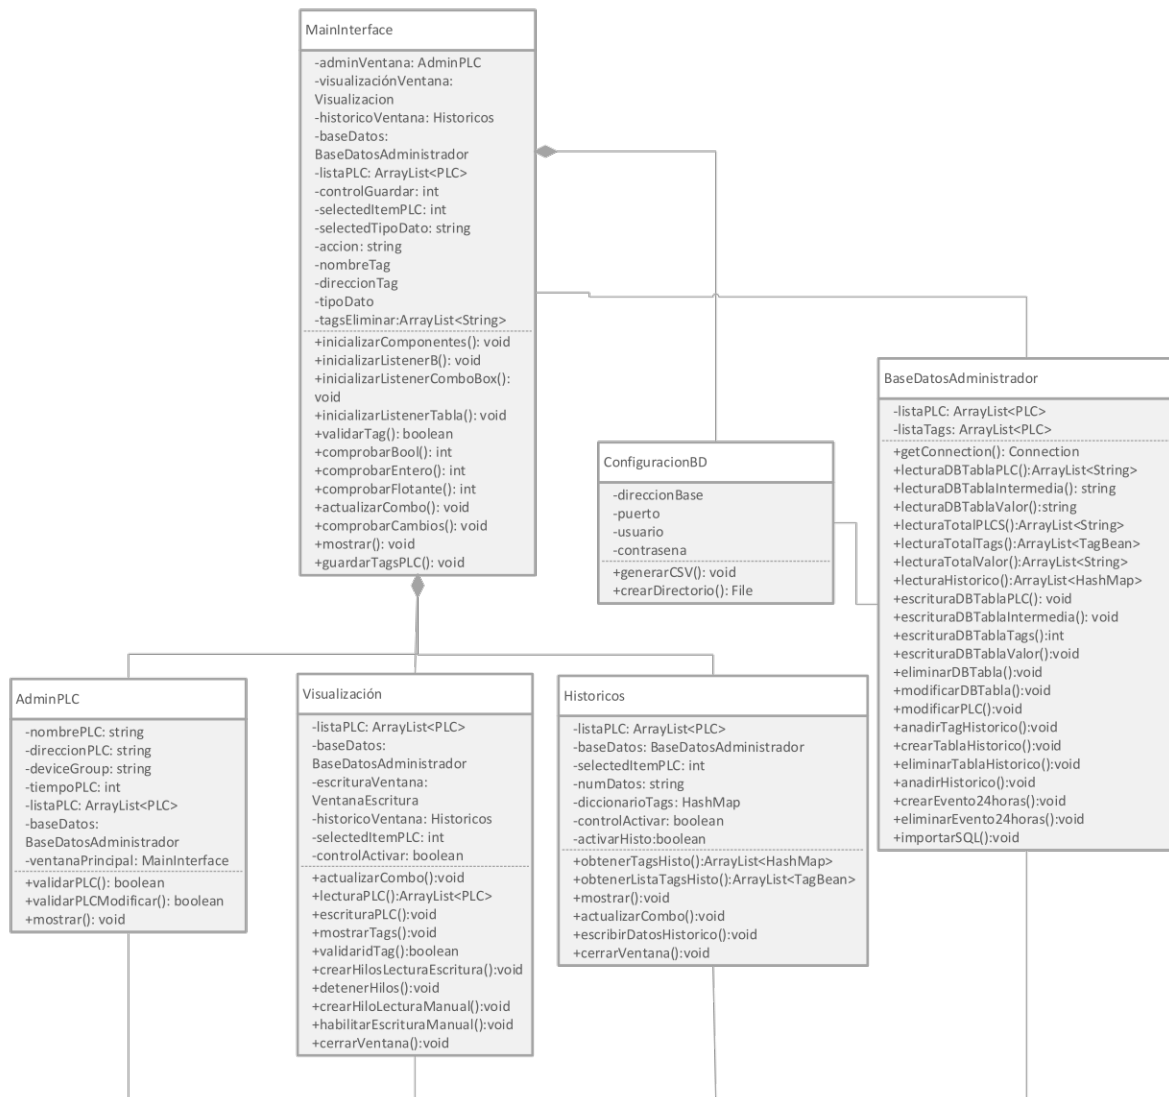 MainInterface
-adminVentana: AdminPLC
-visualizaciónVentana:
Visualizacion
-historicoVentana: Historicos
-baseDatos:
BaseDatosAdministrador
-listaPLC: ArrayList<PLC>
-controlGuardar: int
-selectedItemPLC: int
-selectedTipoDato: string
-accion: string
-nombreTag
-direccionTag
-tipoDato
-tagsEliminar:ArrayList<String>
+inicializarComponentes(): void
+inicializarListenerB(): void
+inicializarListenerComboBox():
void
+inicializarListenerTabla(): void
+validarTag(): boolean
+comprobarBool(): int
+comprobarEntero(): int
+comprobarFlotante(): int
+actualizarCombo(): void
+comprobarCambios(): void
+mostrar(): void
+guardarTagsPLC(): void
BaseDatosAdministrador
-listaPLC: ArrayList<PLC>
-listaTags: ArrayList<PLC>
+getConnection(): Connection
+lecturaDBTablaPLC():ArrayList<String>
+lecturaDBTablaIntermedia(): string
+lecturaDBTablaValor():string
+lecturaTotalPLCS():ArrayList<String>
+lecturaTotalTags():ArrayList<TagBean>
+lecturaTotalValor():ArrayList<String>
+lecturaHistorico():ArrayList<HashMap>
+escrituraDBTablaPLC(): void
+escrituraDBTablaIntermedia(): void
+escrituraDBTablaTags():int
+escrituraDBTablaValor():void
+eliminarDBTabla():void
+modificarDBTabla():void
+modificarPLC():void
+anadirTagHistorico():void
+crearTablaHistorico():void
+eliminarTablaHistorico():void
+anadirHistorico():void
+crearEvento24horas():void
+eliminarEvento24horas():void
+importarSQL():void
ConfiguracionBD
-direccionBase
-puerto
-usuario
-contrasena
+generarCSV(): void
+crearDirectorio(): File
AdminPLC
-nombrePLC: string
-direccionPLC: string
-deviceGroup: string
-tiempoPLC: int
-listaPLC: ArrayList<PLC>
-baseDatos:
BaseDatosAdministrador
-ventanaPrincipal: MainInterface
+validarPLC(): boolean
+validarPLCModificar(): boolean
+mostrar(): void
Visualización
-listaPLC: ArrayList<PLC>
-baseDatos:
BaseDatosAdministrador
-escrituraVentana:
VentanaEscritura
-historicoVentana: Historicos
-selectedItemPLC: int
-controlActivar: boolean
+actualizarCombo():void
+lecturaPLC():ArrayList<PLC>
+escrituraPLC():void
+mostrarTags():void
+validaridTag():boolean
+crearHilosLecturaEscritura():void
+detenerHilos():void
+crearHiloLecturaManual():void
+habilitarEscrituraManual():void
+cerrarVentana():void
Historicos
-listaPLC: ArrayList<PLC>
-baseDatos: BaseDatosAdministrador
-selectedItemPLC: int
-numDatos: string
-diccionarioTags: HashMap
-controlActivar: boolean
-activarHisto:boolean
+obtenerTagsHisto():ArrayList<HashMap>
+obtenerListaTagsHisto():ArrayList<TagBean>
+mostrar():void
+actualizarCombo():void
+escribirDatosHistorico():void
+cerrarVentana():void